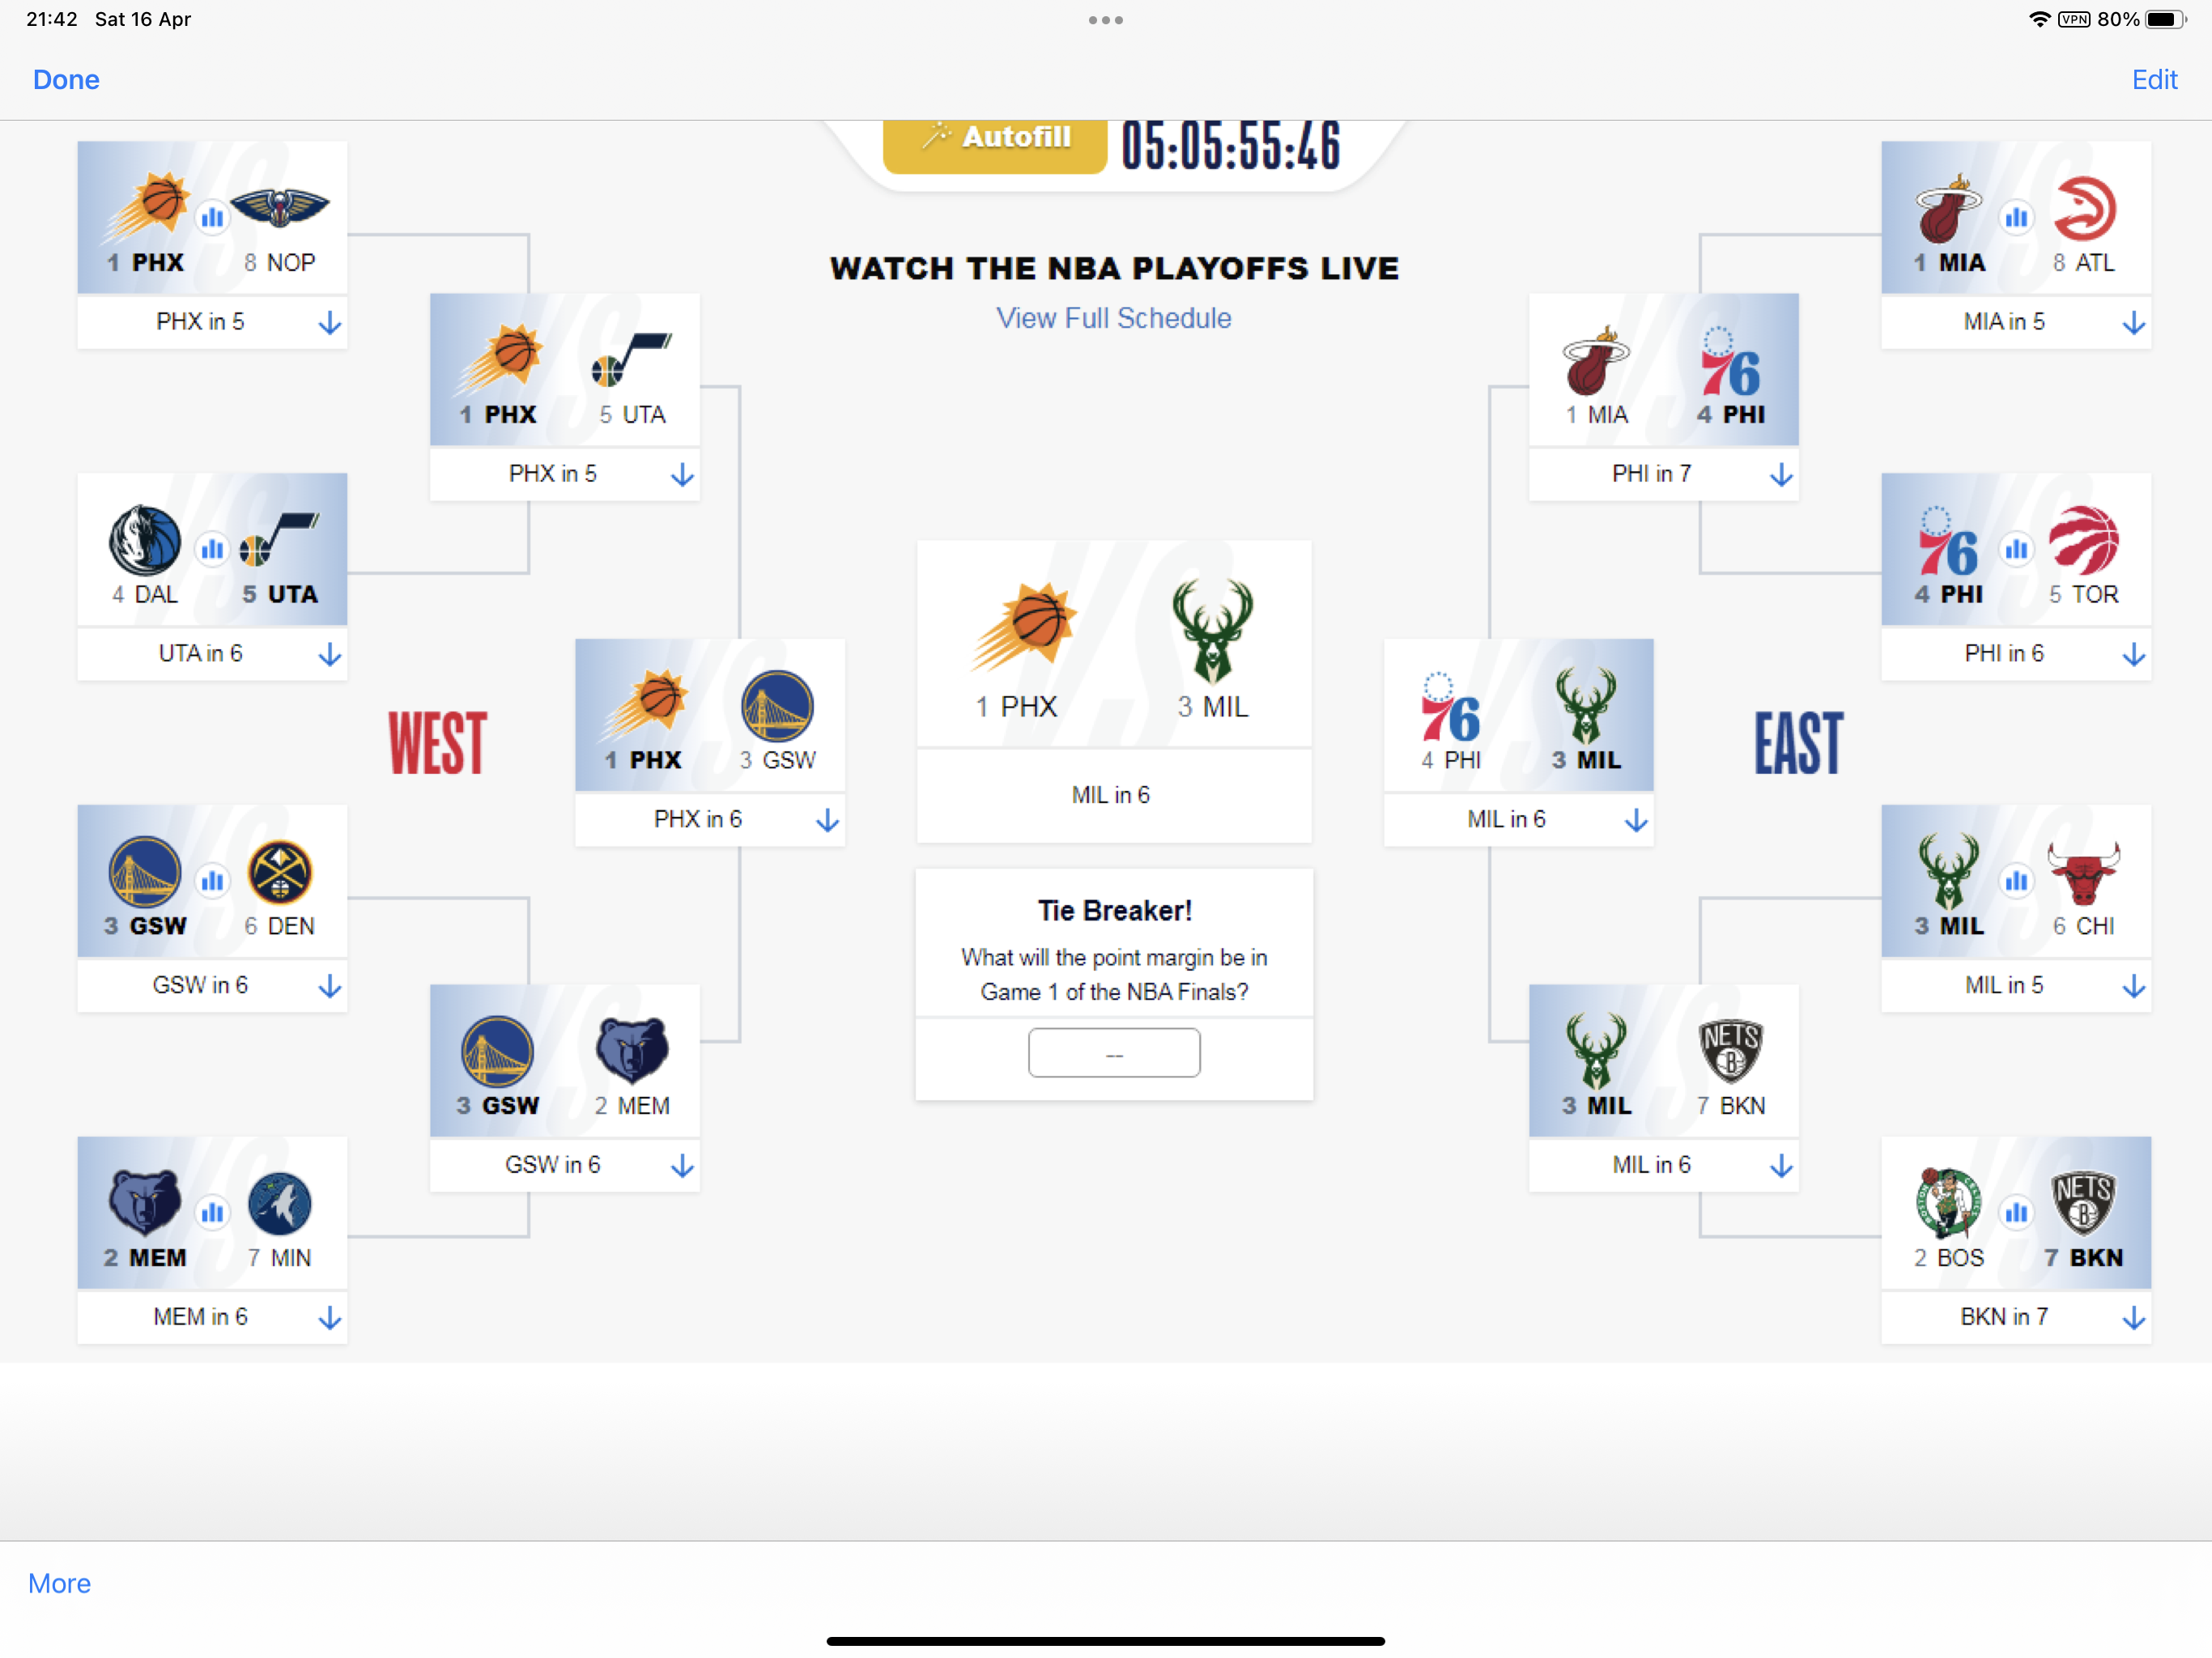 21:42 Sat 16 Apr
VPN 80%
Done
Edit
Autofill 05:05:55:46
WATCH THE NBA PLAYOFFS LIVE
View Full Schedule
1 PHX 8 NOP
PHX in 5
4 DAL 5 UTA
UTA in 6
1 PHX 5 UTA
PHX in 5
WEST
1 PHX 3 GSW
PHX in 6
3 GSW 6 DEN
GSW in 6
3 GSW 2 MEM
GSW in 6
2 MEM 7 MIN
MEM in 6
1 PHX 3 MIL
MIL in 6
Tie Breaker!
What will the point margin be in
Game 1 of the NBA Finals?
--
1 MIA 8 ATL
MIA in 5
76
1 MIA 4 PHI
PHI in 7
76
4 PHI 5 TOR
PHI in 6
76
4 PHI 3 MIL
MIL in 6
EAST
3 MIL 6 CHI
MIL in 5
NETS
B
3 MIL 7 BKN
MIL in 6
BOSTON CELTICS
NETS
B
2 BOS 7 BKN
BKN in 7
More